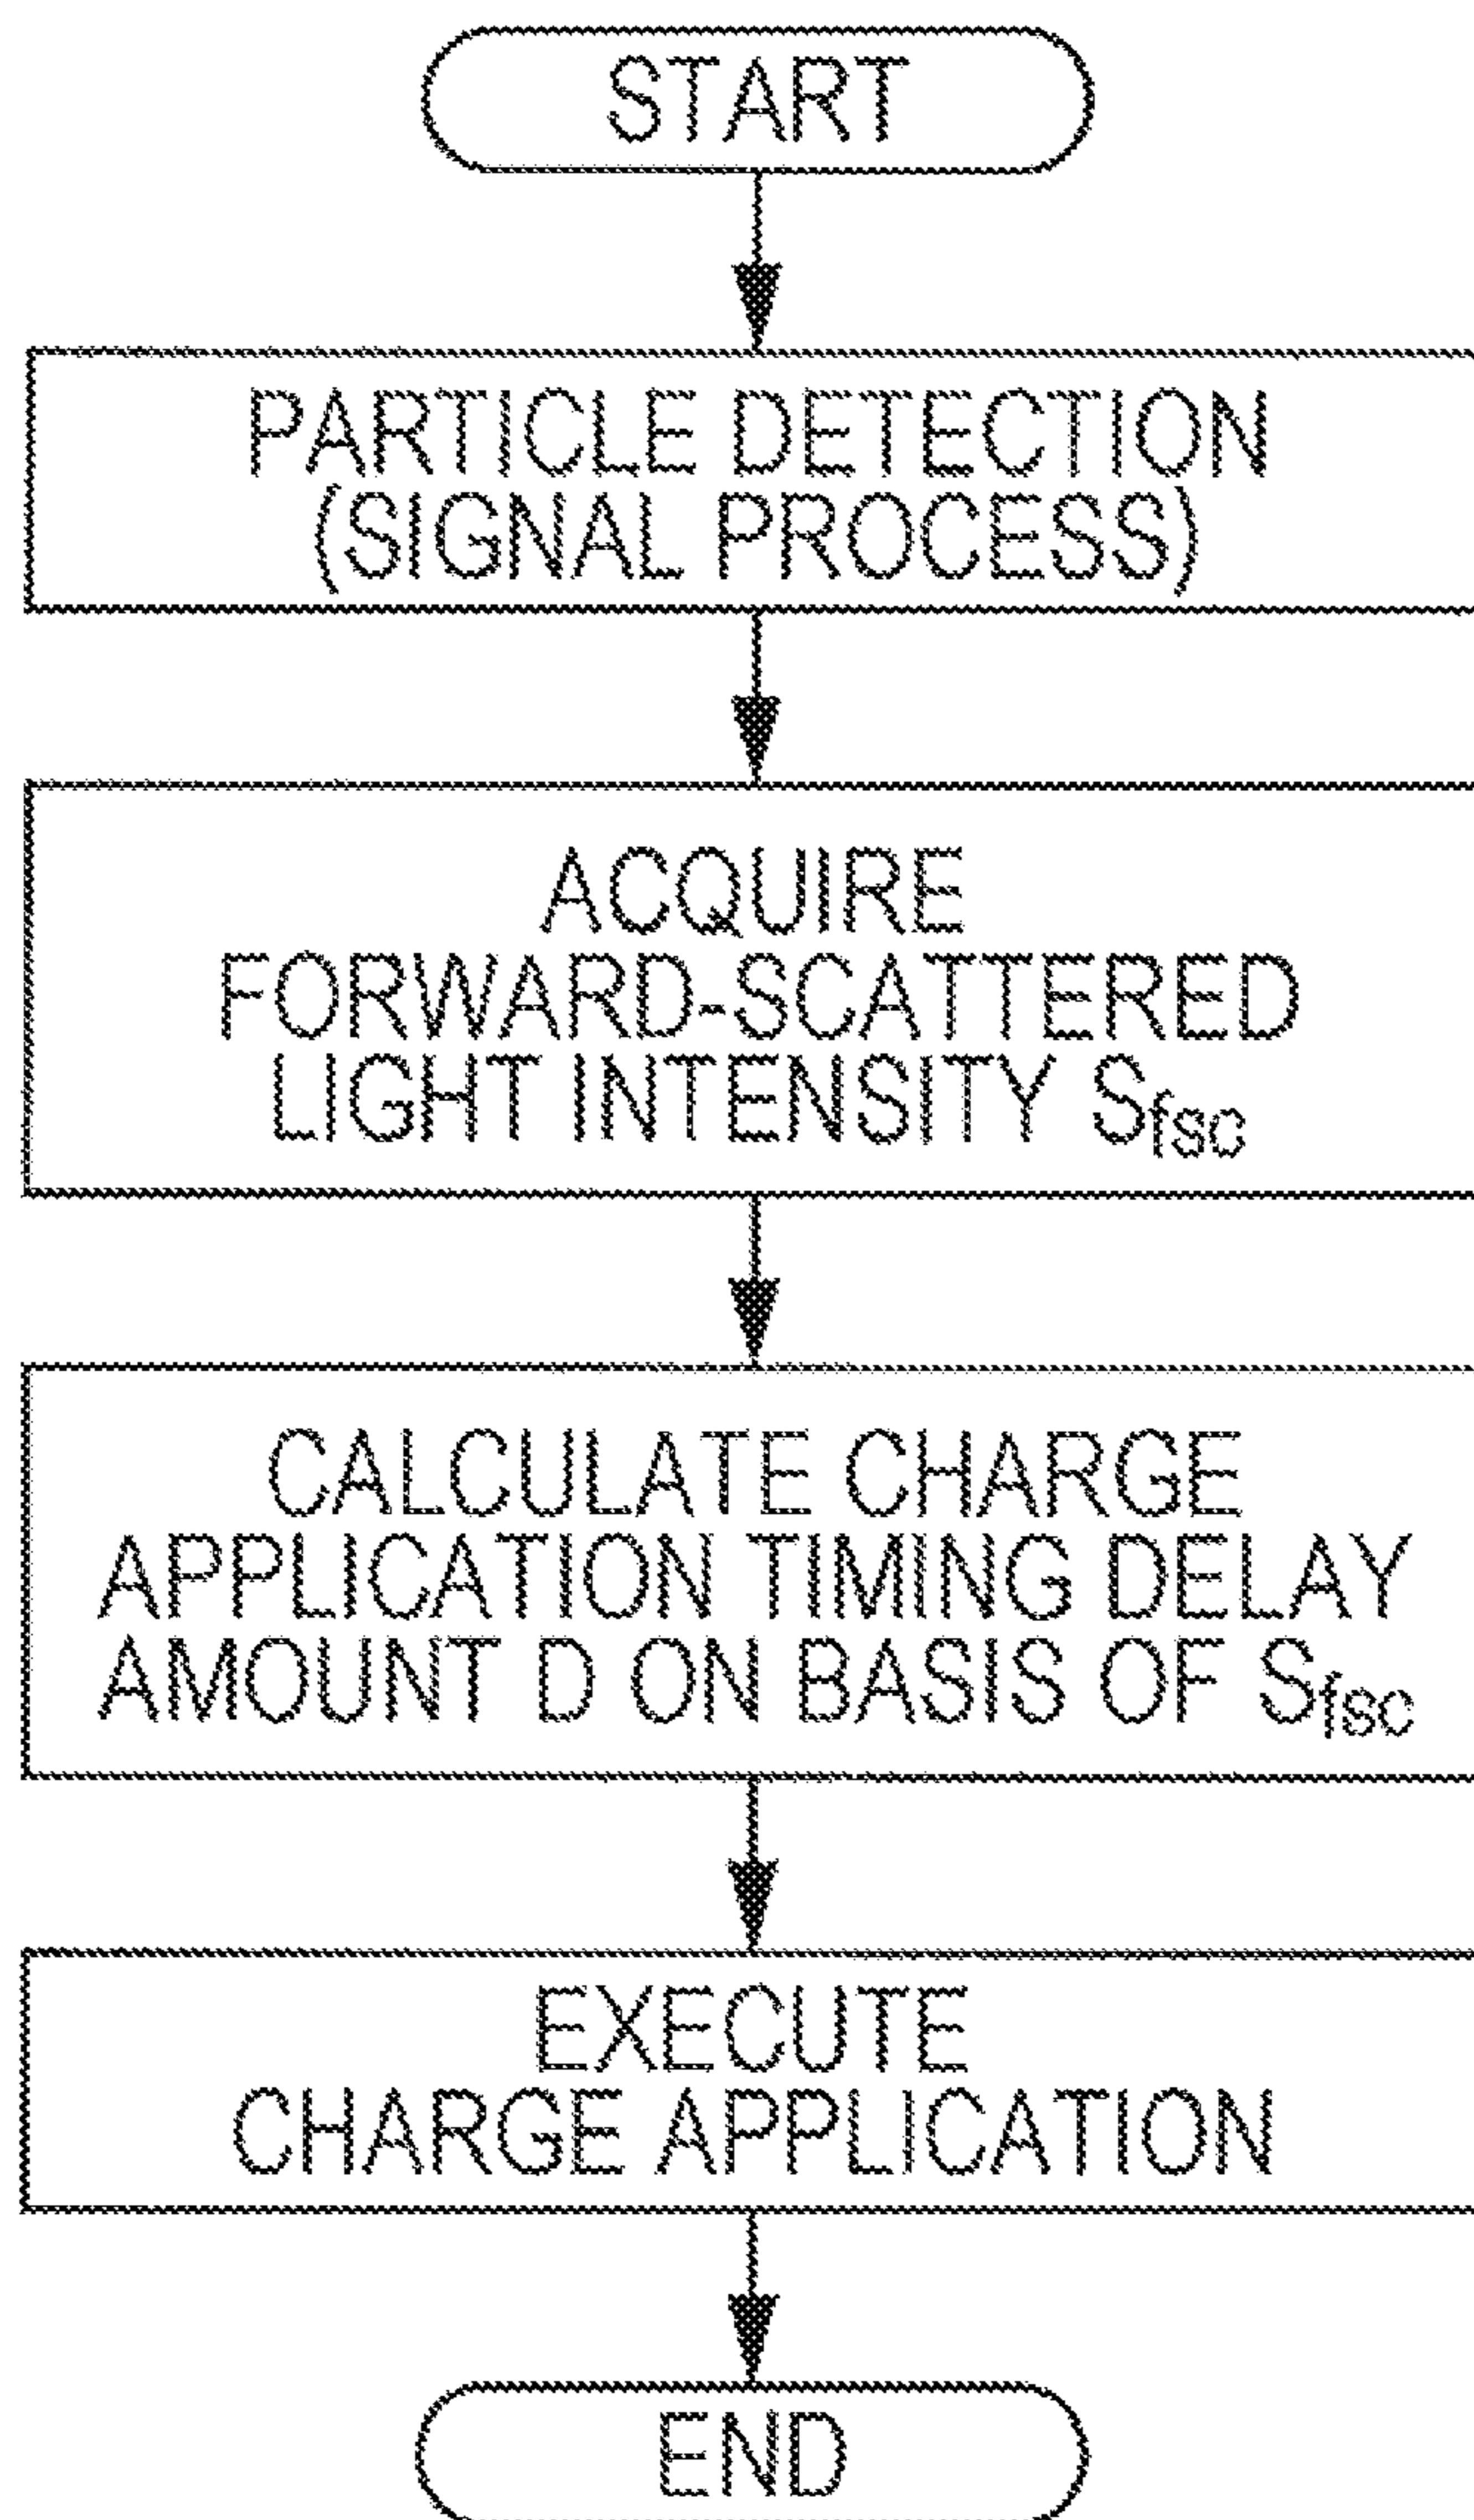 START
PARTICLE DETECTION
(SIGNAL PROCESS)
ACQUIRE
FORWARD-SCATTERED
LIGHT INTENSITY Sfsc
CALCULATE CHARGE
APPLICATION TIMING DELAY
AMOUNT D ON BASIS OF Sfsc
EXECUTE
CHARGE APPLICATION
END